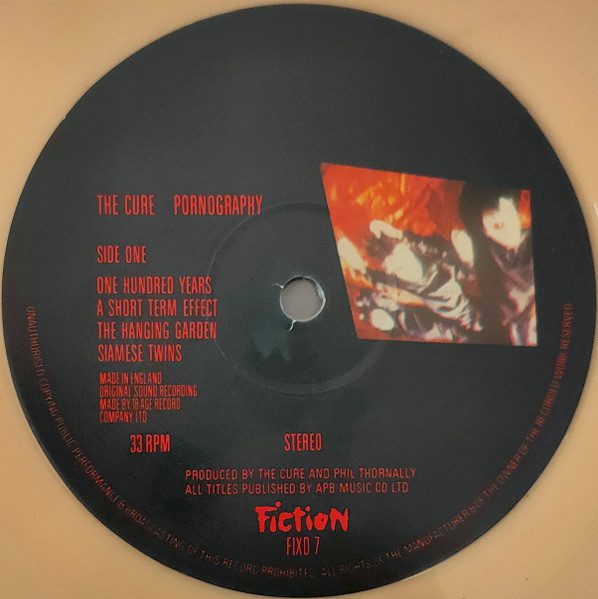 THE CURE PORNOGRAPHY
SIDE ONE
ONE HUNDRED YEARS
A SHORT TERM EFFECT
THE HANGING GARDEN
SIAMESE TWINS
MADE IN ENGLAND
ORIGINAL SOUND RECORDING
MADE BY 18 AGE RECORD
COMPANY LTD
33 RPM STEREO
PRODUCED BY THE CURE AND PHIL THORNALLY
ALL TITLES PUBLISHED BY APB MUSIC CO LTD
Fiction
FIXD 7
UNAUTHORISED COPYING PUBLIC PERFORMANCE & BROADCASTING OF THIS RECORD PROHIBITED. ALL RIGHTS OF THE MANUFACTURER & OF THE OWNER OF THE RECORDED WORK RESERVED